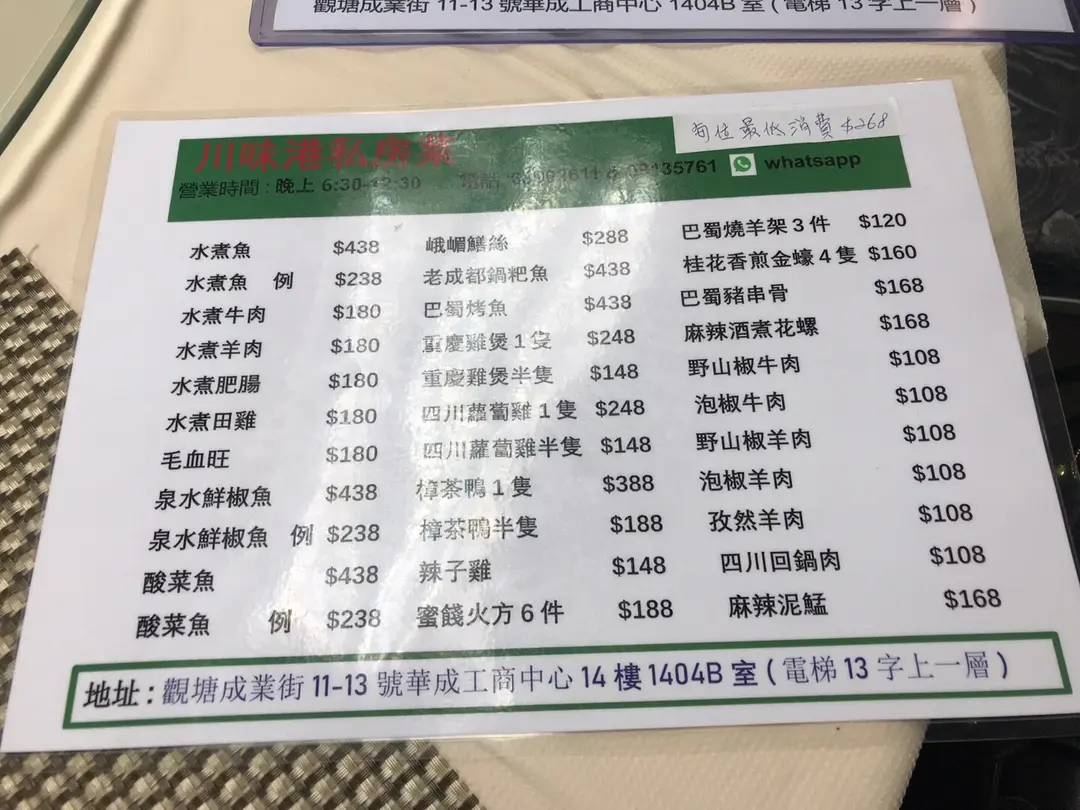 觀塘成業街 11-13 號華成工商中心 1404B 室 ( 電梯 13 字上一層 )
每位最低消費 $268
川味港私房菜
營業時間 : 晚上 6:30-12:30 whatsapp
水煮魚 $438
水煮魚 例 $238
水煮牛肉 $180
水煮羊肉 $180
水煮肥腸 $180
水煮田雞 $180
毛血旺 $180
泉水鮮椒魚 $438
泉水鮮椒魚 例 $238
酸菜魚 $438
酸菜魚 例 $238
峨嵋鱔絲 $288
老成都鍋粑魚 $438
巴蜀烤魚 $438
重慶雞煲 1 隻 $248
重慶雞煲半隻 $148
四川蘿蔔雞 1 隻 $248
四川蘿蔔雞半隻 $148
樟茶鴨 1 隻 $388
樟茶鴨半隻 $188
辣子雞 $148
蜜餞火方 6 件 $188
巴蜀燒羊架 3 件 $120
桂花香煎金蠔 4 隻 $160
巴蜀豬串骨 $168
麻辣酒煮花螺 $168
野山椒牛肉 $108
泡椒牛肉 $108
野山椒羊肉 $108
泡椒羊肉 $108
孜然羊肉 $108
四川回鍋肉 $108
麻辣泥鯭 $168
地址 : 觀塘成業街 11-13 號華成工商中心 14 樓 1404B 室 ( 電梯 13 字上一層 )